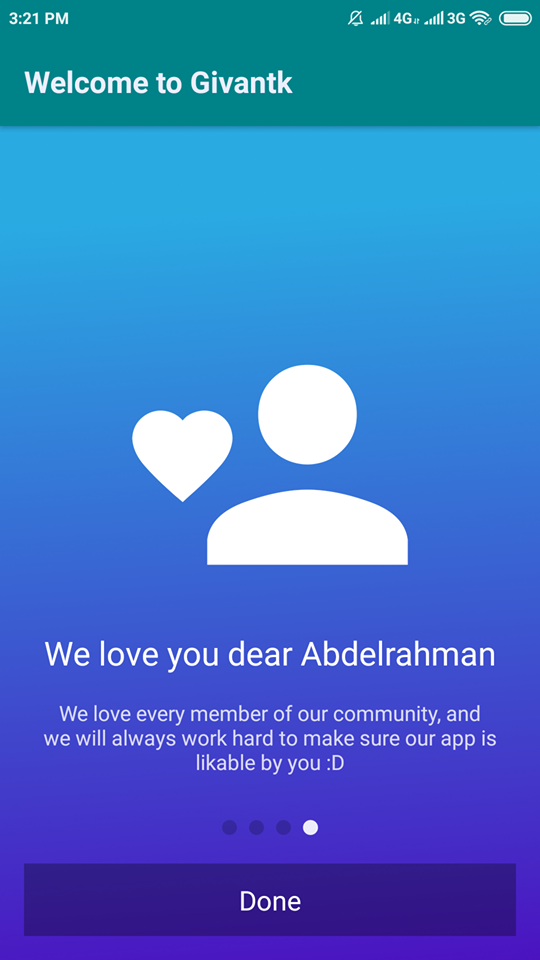 3:21 PM 4G 3G
Welcome to Givantk
We love you dear Abdelrahman
We love every member of our community, and
we will always work hard to make sure our app is
likable by you :D
Done